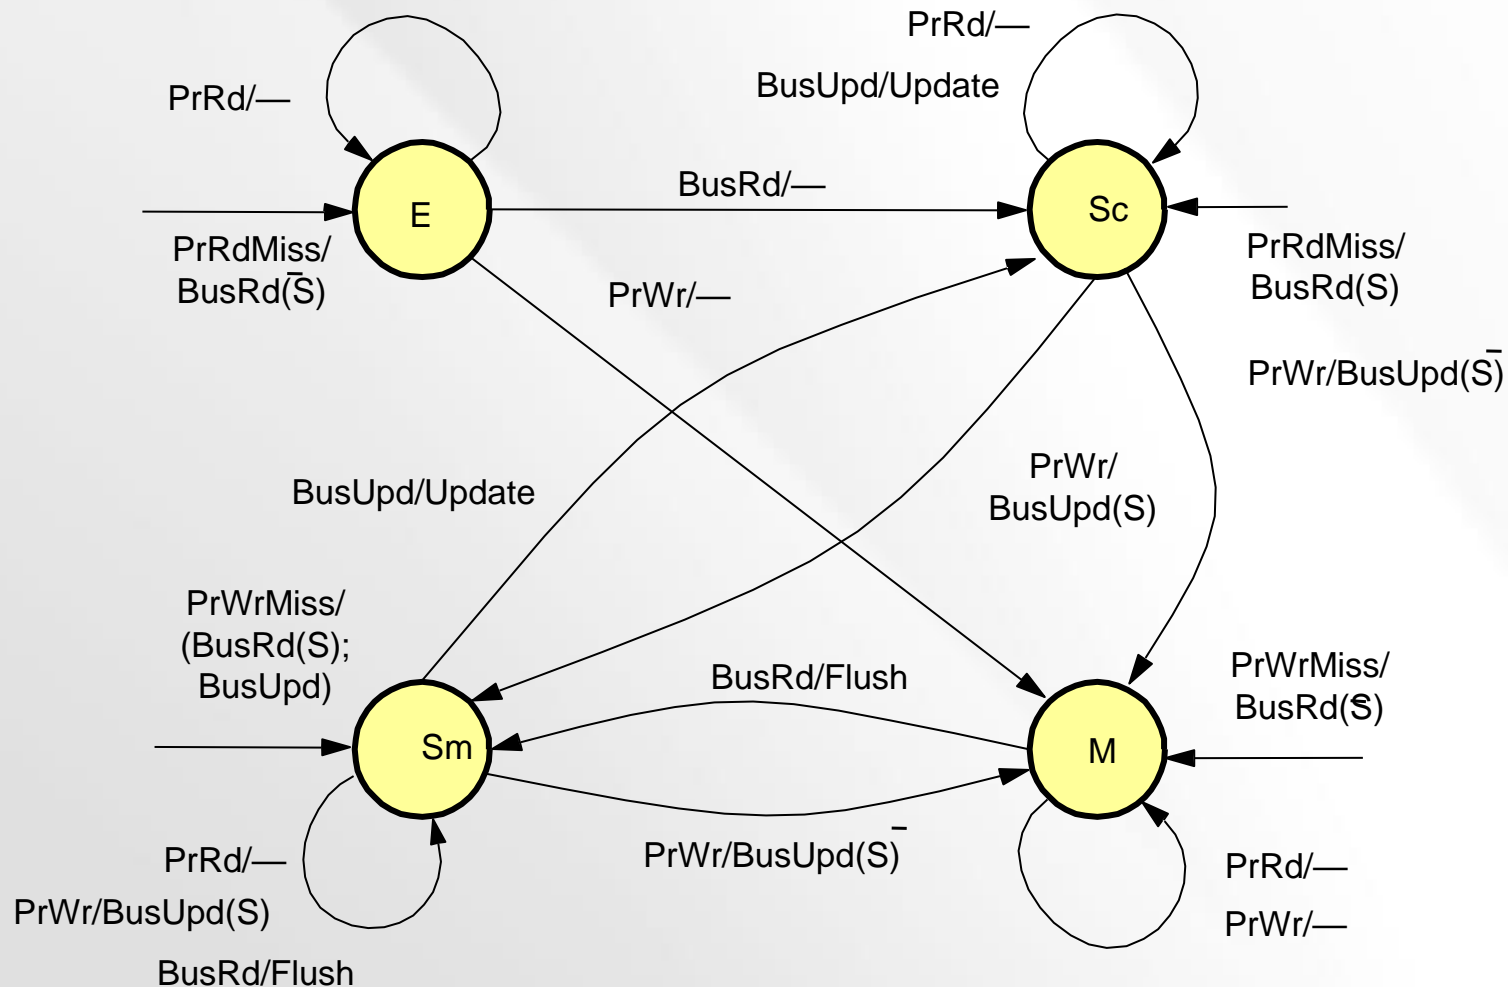 PrRd/—
PrRd/—
BusUpd/Update
E
BusRd/—
Sc
PrRdMiss/
BusRd(S̅)
PrRdMiss/
BusRd(S)
PrWr/—
PrWr/BusUpd(S̅)
BusUpd/Update
PrWr/
BusUpd(S)
PrWrMiss/
(BusRd(S);
BusUpd)
BusRd/Flush
PrWrMiss/
BusRd(S̅)
Sm
M
PrWr/BusUpd(S̅)
PrRd/—
PrWr/BusUpd(S)
BusRd/Flush
PrRd/—
PrWr/—